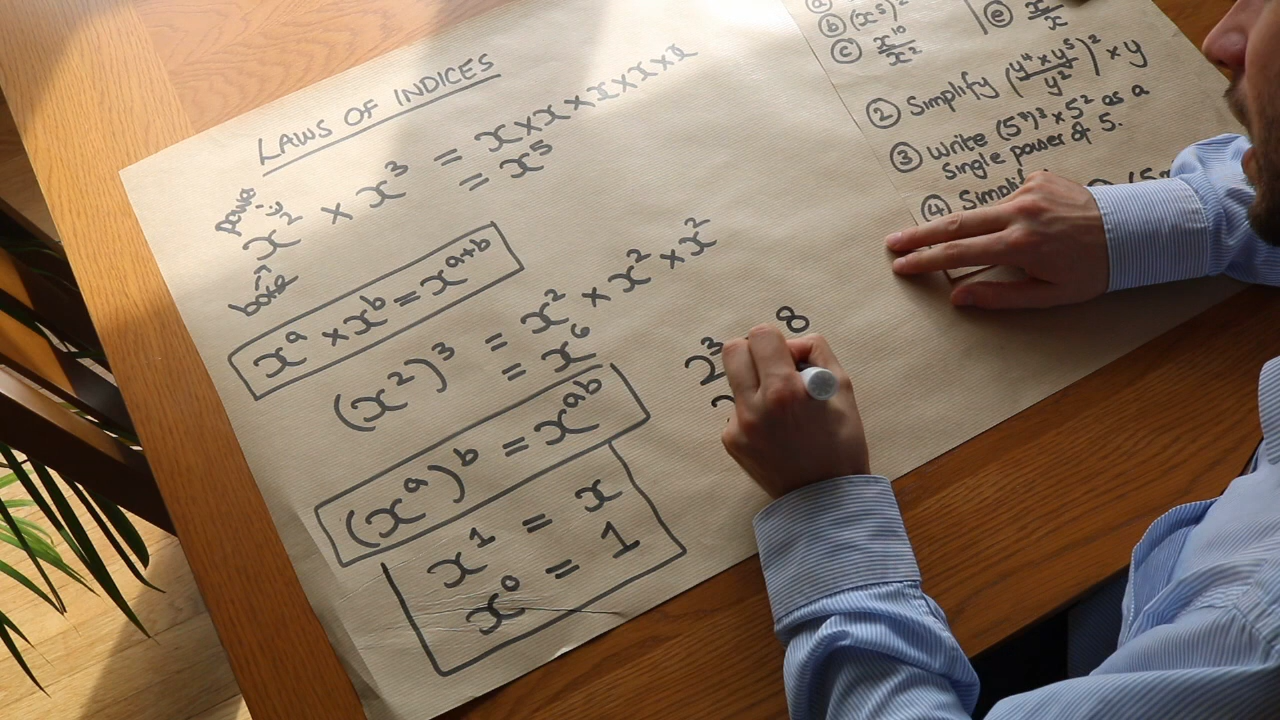 LAWS OF INDICES
power
x² × x³ = x×x×x×x×x
= x⁵
base
xᵃ × xᵇ = xᵃ⁺ᵇ
(x²)³ = x² × x² × x²
= x⁶
(xᵃ)ᵇ = xᵃᵇ
x¹ = x
x⁰ = 1
2³ 8
ⓑ (x⁵)²
ⓒ x¹⁰/x²
ⓔ
② Simplify (y⁴ × y⁵/y²)² × y
③ Write (5³)³ × 5² as a
single power of 5.
④